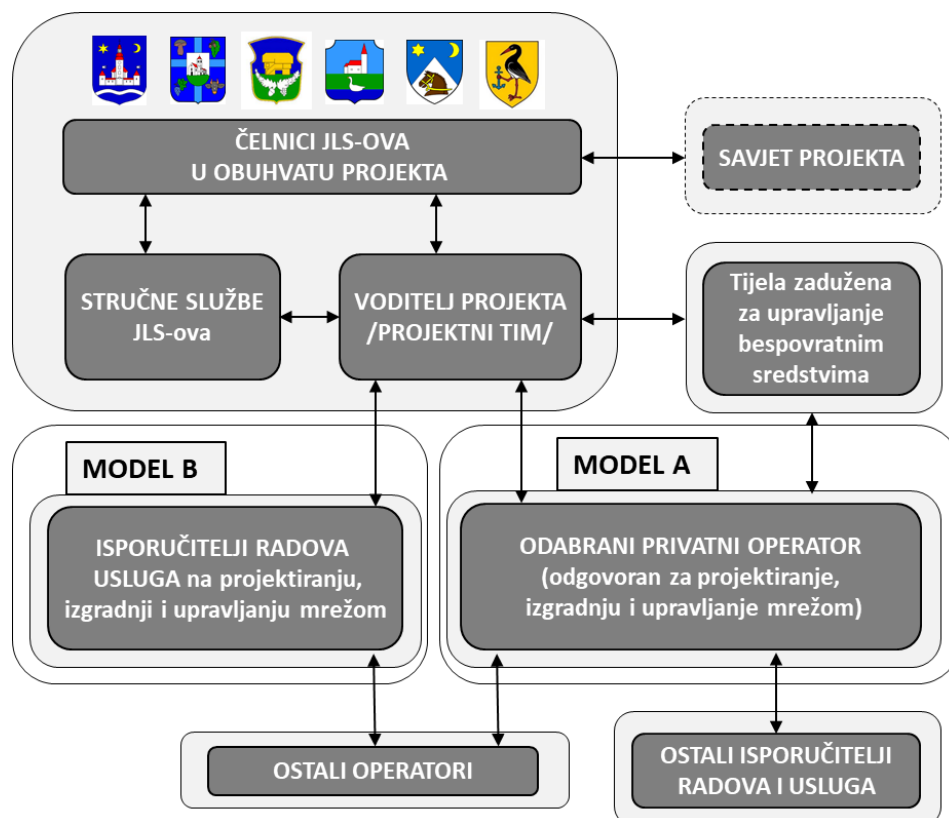 ČELNICI JLS-OVA
U OBUHVATU PROJEKTA
SAVJET PROJEKTA
STRUČNE SLUŽBE
JLS-ova
VODITELJ PROJEKTA
/PROJEKTNI TIM/
Tijela zadužena
za upravljanje
bespovratnim
sredstvima
MODEL B
MODEL A
ISPORUČITELJI RADOVA
USLUGA na projektiranju,
izgradnji i upravljanju mrežom
ODABRANI PRIVATNI OPERATOR
(odgovoran za projektiranje,
izgradnju i upravljanje mrežom)
OSTALI OPERATORI
OSTALI ISPORUČITELJI
RADOVA I USLUGA